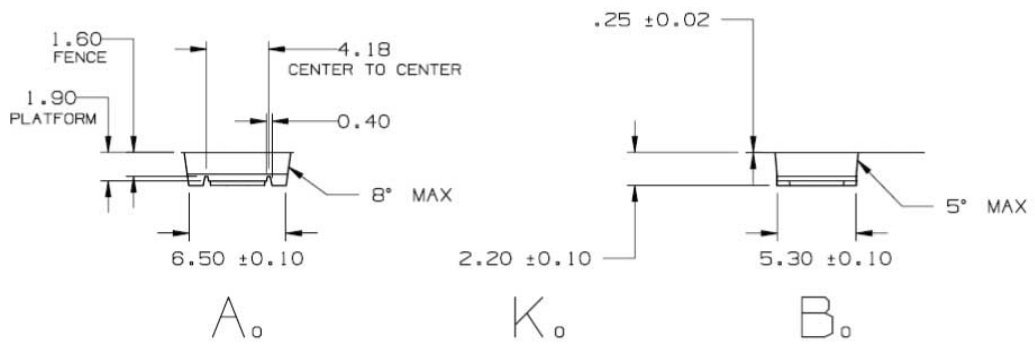 .25 ±0.02
1.60
FENCE
4.18
CENTER TO CENTER
1.90
PLATFORM
0.40
8° MAX
5° MAX
6.50 ±0.10
2.20 ±0.10
5.30 ±0.10
A₀
K₀
B₀